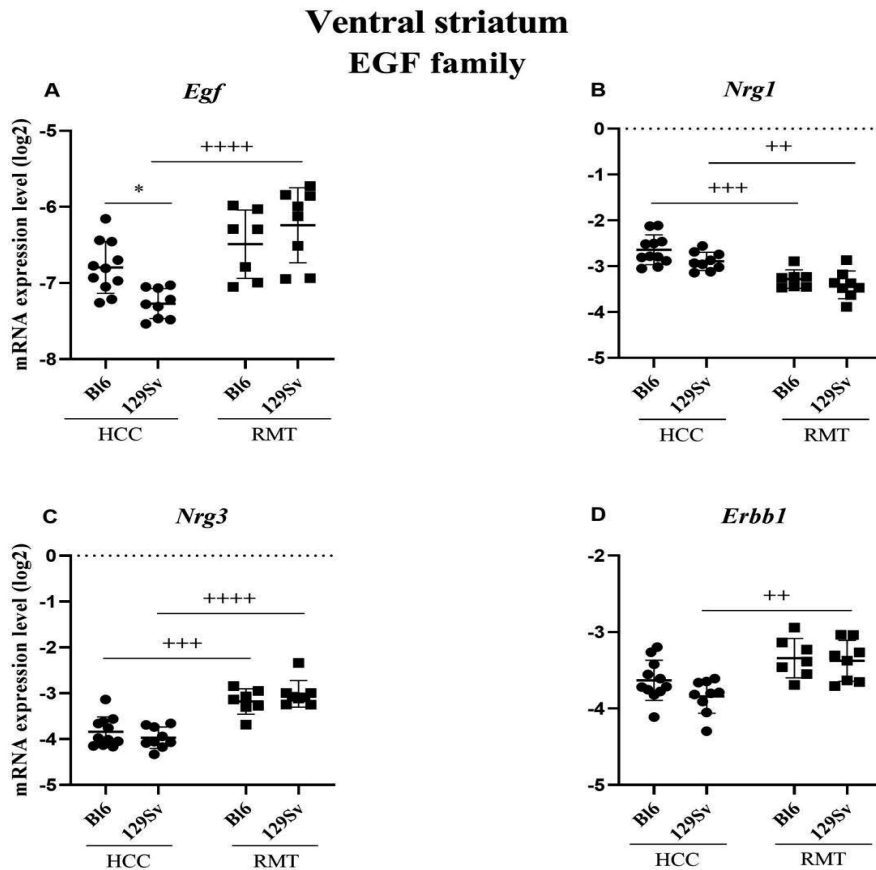 Ventral striatum
EGF family
A
Egf
mRNA expression level (log2)
-5
-6
-7
-8
*
++++
Bl6
129Sv
Bl6
129Sv
HCC
RMT
B
Nrg1
0
-1
-2
-3
-4
-5
++
+++
Bl6
129Sv
Bl6
129Sv
HCC
RMT
C
Nrg3
mRNA expression level (log2)
0
-1
-2
-3
-4
-5
++++
+++
Bl6
129Sv
Bl6
129Sv
HCC
RMT
D
Erbb1
-2
-3
-4
-5
++
Bl6
129Sv
Bl6
129Sv
HCC
RMT